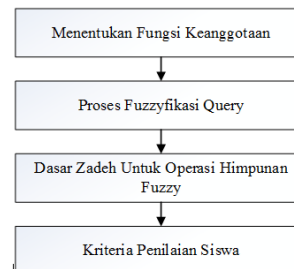 Menentukan Fungsi Keanggotaan
Proses Fuzzyfikasi Query
Dasar Zadeh Untuk Operasi Himpunan
Fuzzy
Kriteria Penilaian Siswa